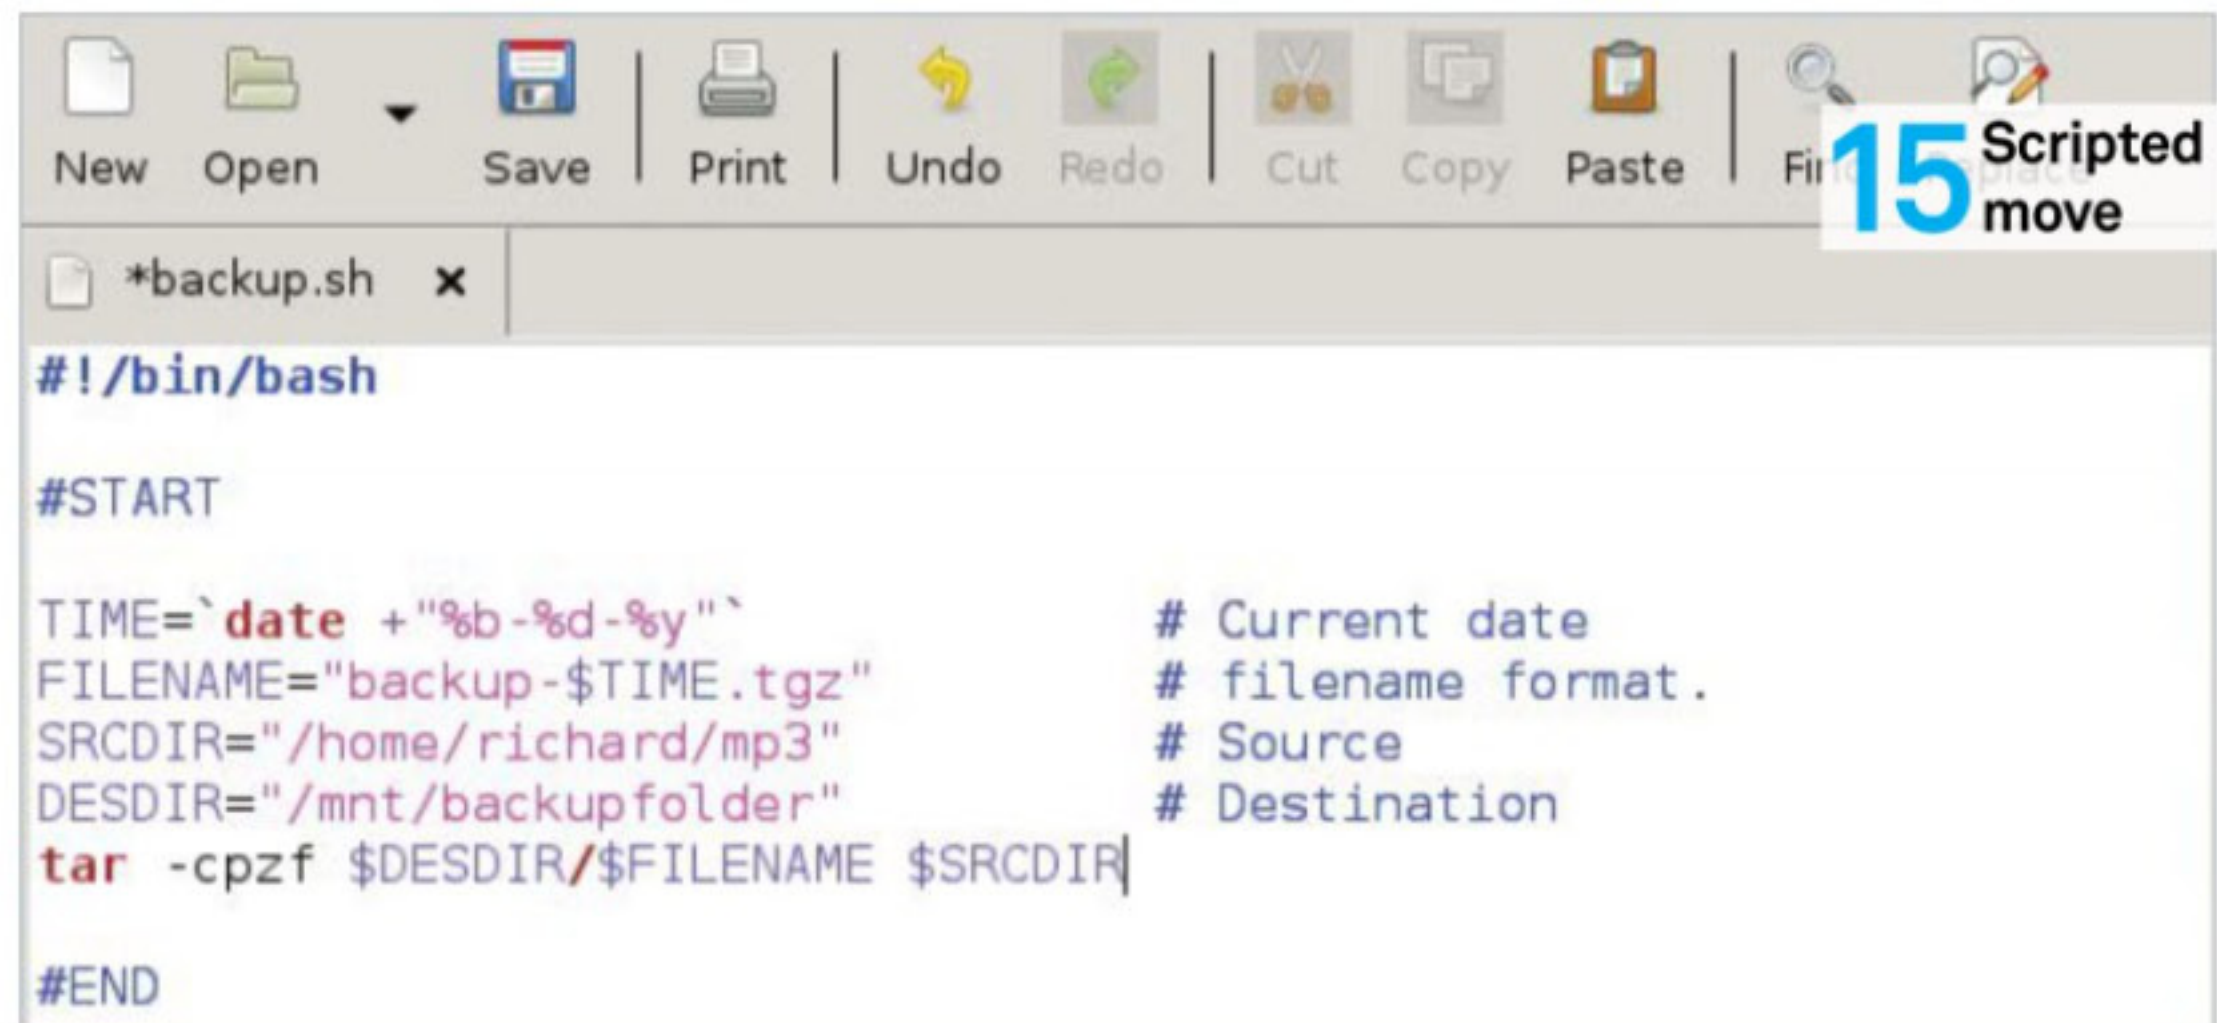 New Open Save Print Undo Redo Cut Copy Paste
15 Scripted
move
*backup.sh
#!/bin/bash
#START
TIME=`date +"%b-%d-%y"` # Current date
FILENAME="backup-$TIME.tgz" # filename format.
SRCDIR="/home/richard/mp3" # Source
DESDIR="/mnt/backupfolder" # Destination
tar -cpzf $DESDIR/$FILENAME $SRCDIR
#END